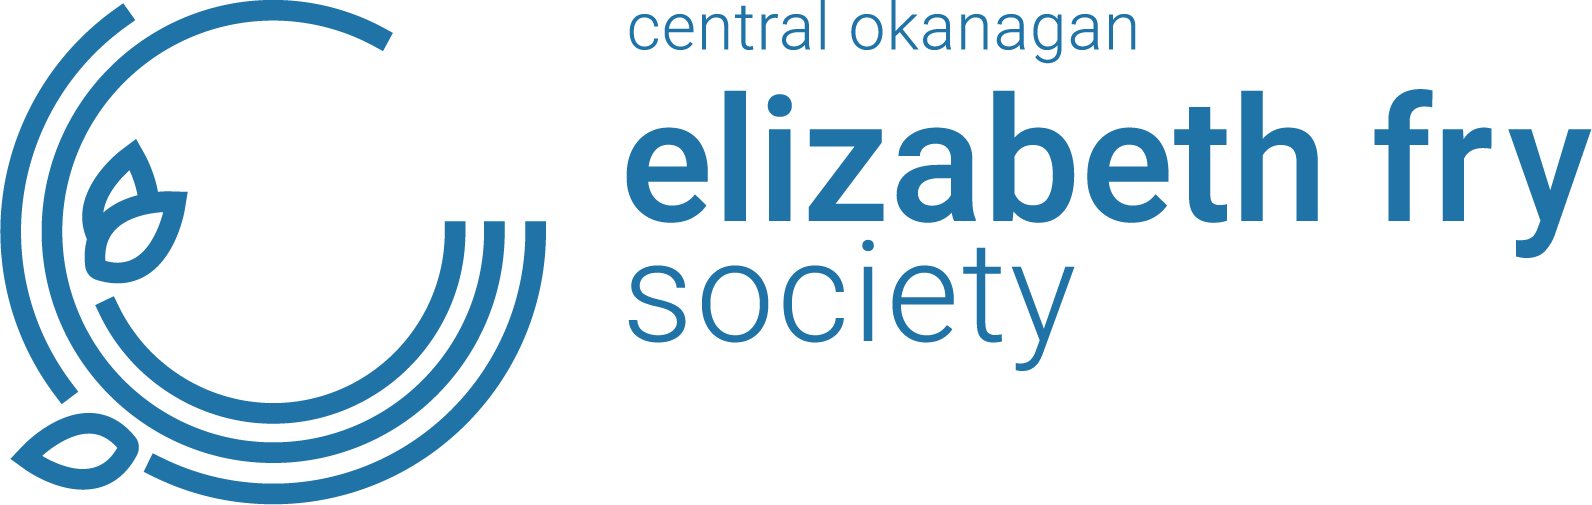 central okanagan
elizabeth fry
society